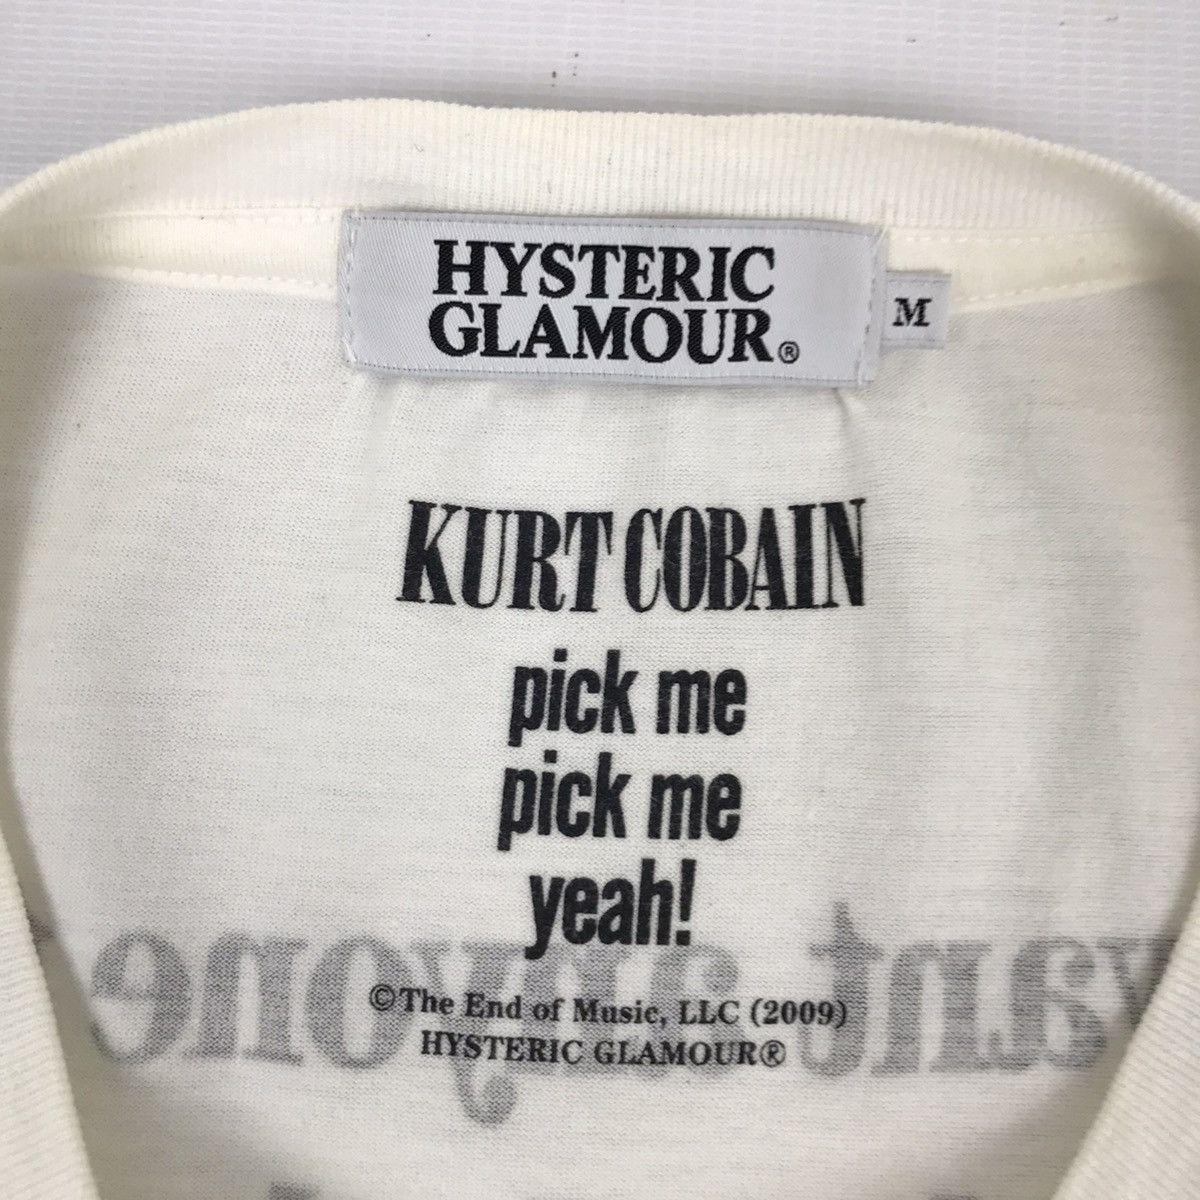 HYSTERIC
GLAMOUR®
M
KURT COBAIN
pick me
pick me
yeah!
©The End of Music, LLC (2009)
HYSTERIC GLAMOUR®